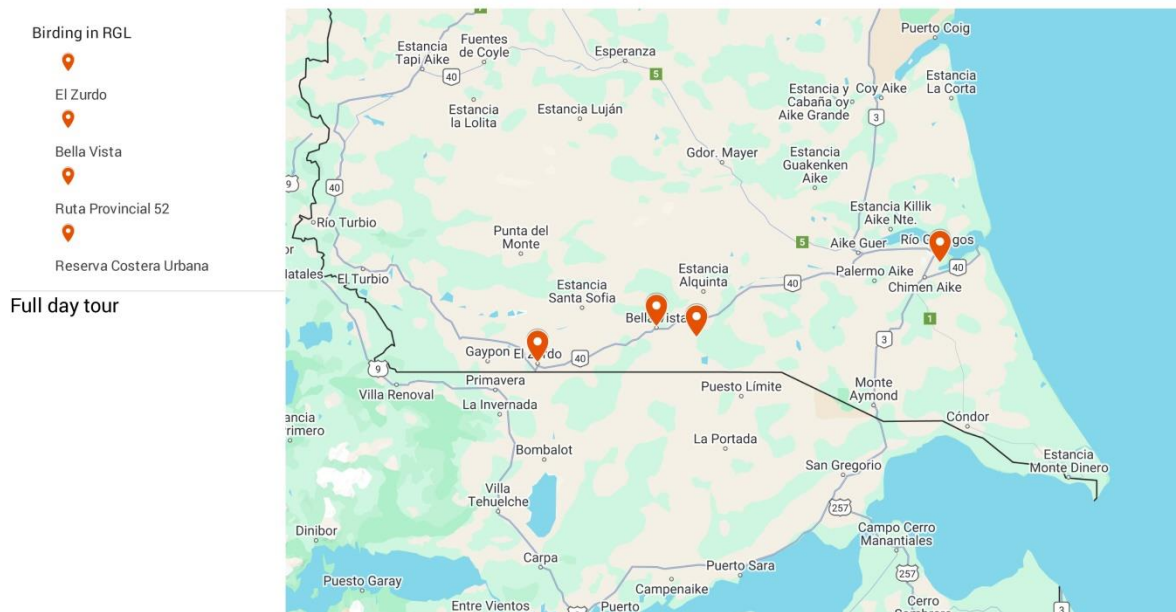 Birding in RGL
El Zurdo
Bella Vista
Ruta Provincial 52
Reserva Costera Urbana
Full day tour
Puerto Coig
Estancia
Tapi Aike
Fuentes
de Coyle
Esperanza
40
5
Estancia
la Lolita
Estancia Luján
Estancia y
Cabaña oy
Aike Grande
Coy Aike
Estancia
La Corta
3
Gdor. Mayer
Estancia
Guakenken
Aike
9
40
Río Turbio
Punta del
Monte
Estancia Killik
Aike Nte.
5
Aike Guer
40
El Turbio
Estancia
Santa Sofia
Estancia
Alquinta
40
Palermo Aike
Chimen Aike
1
3
Gaypon
40
9
Villa Renoval
Primavera
La Invernada
Puesto Límite
Monte
Aymond
Cóndor
Bombalot
La Portada
San Gregorio
Estancia
Monte Dinero
Villa
Tehuelche
257
Campo Cerro
Manantiales
Dinibor
Carpa
Puerto Sara
257
Puesto Garay
Campenaike
Entre Vientos
Puerto
Cerro
3